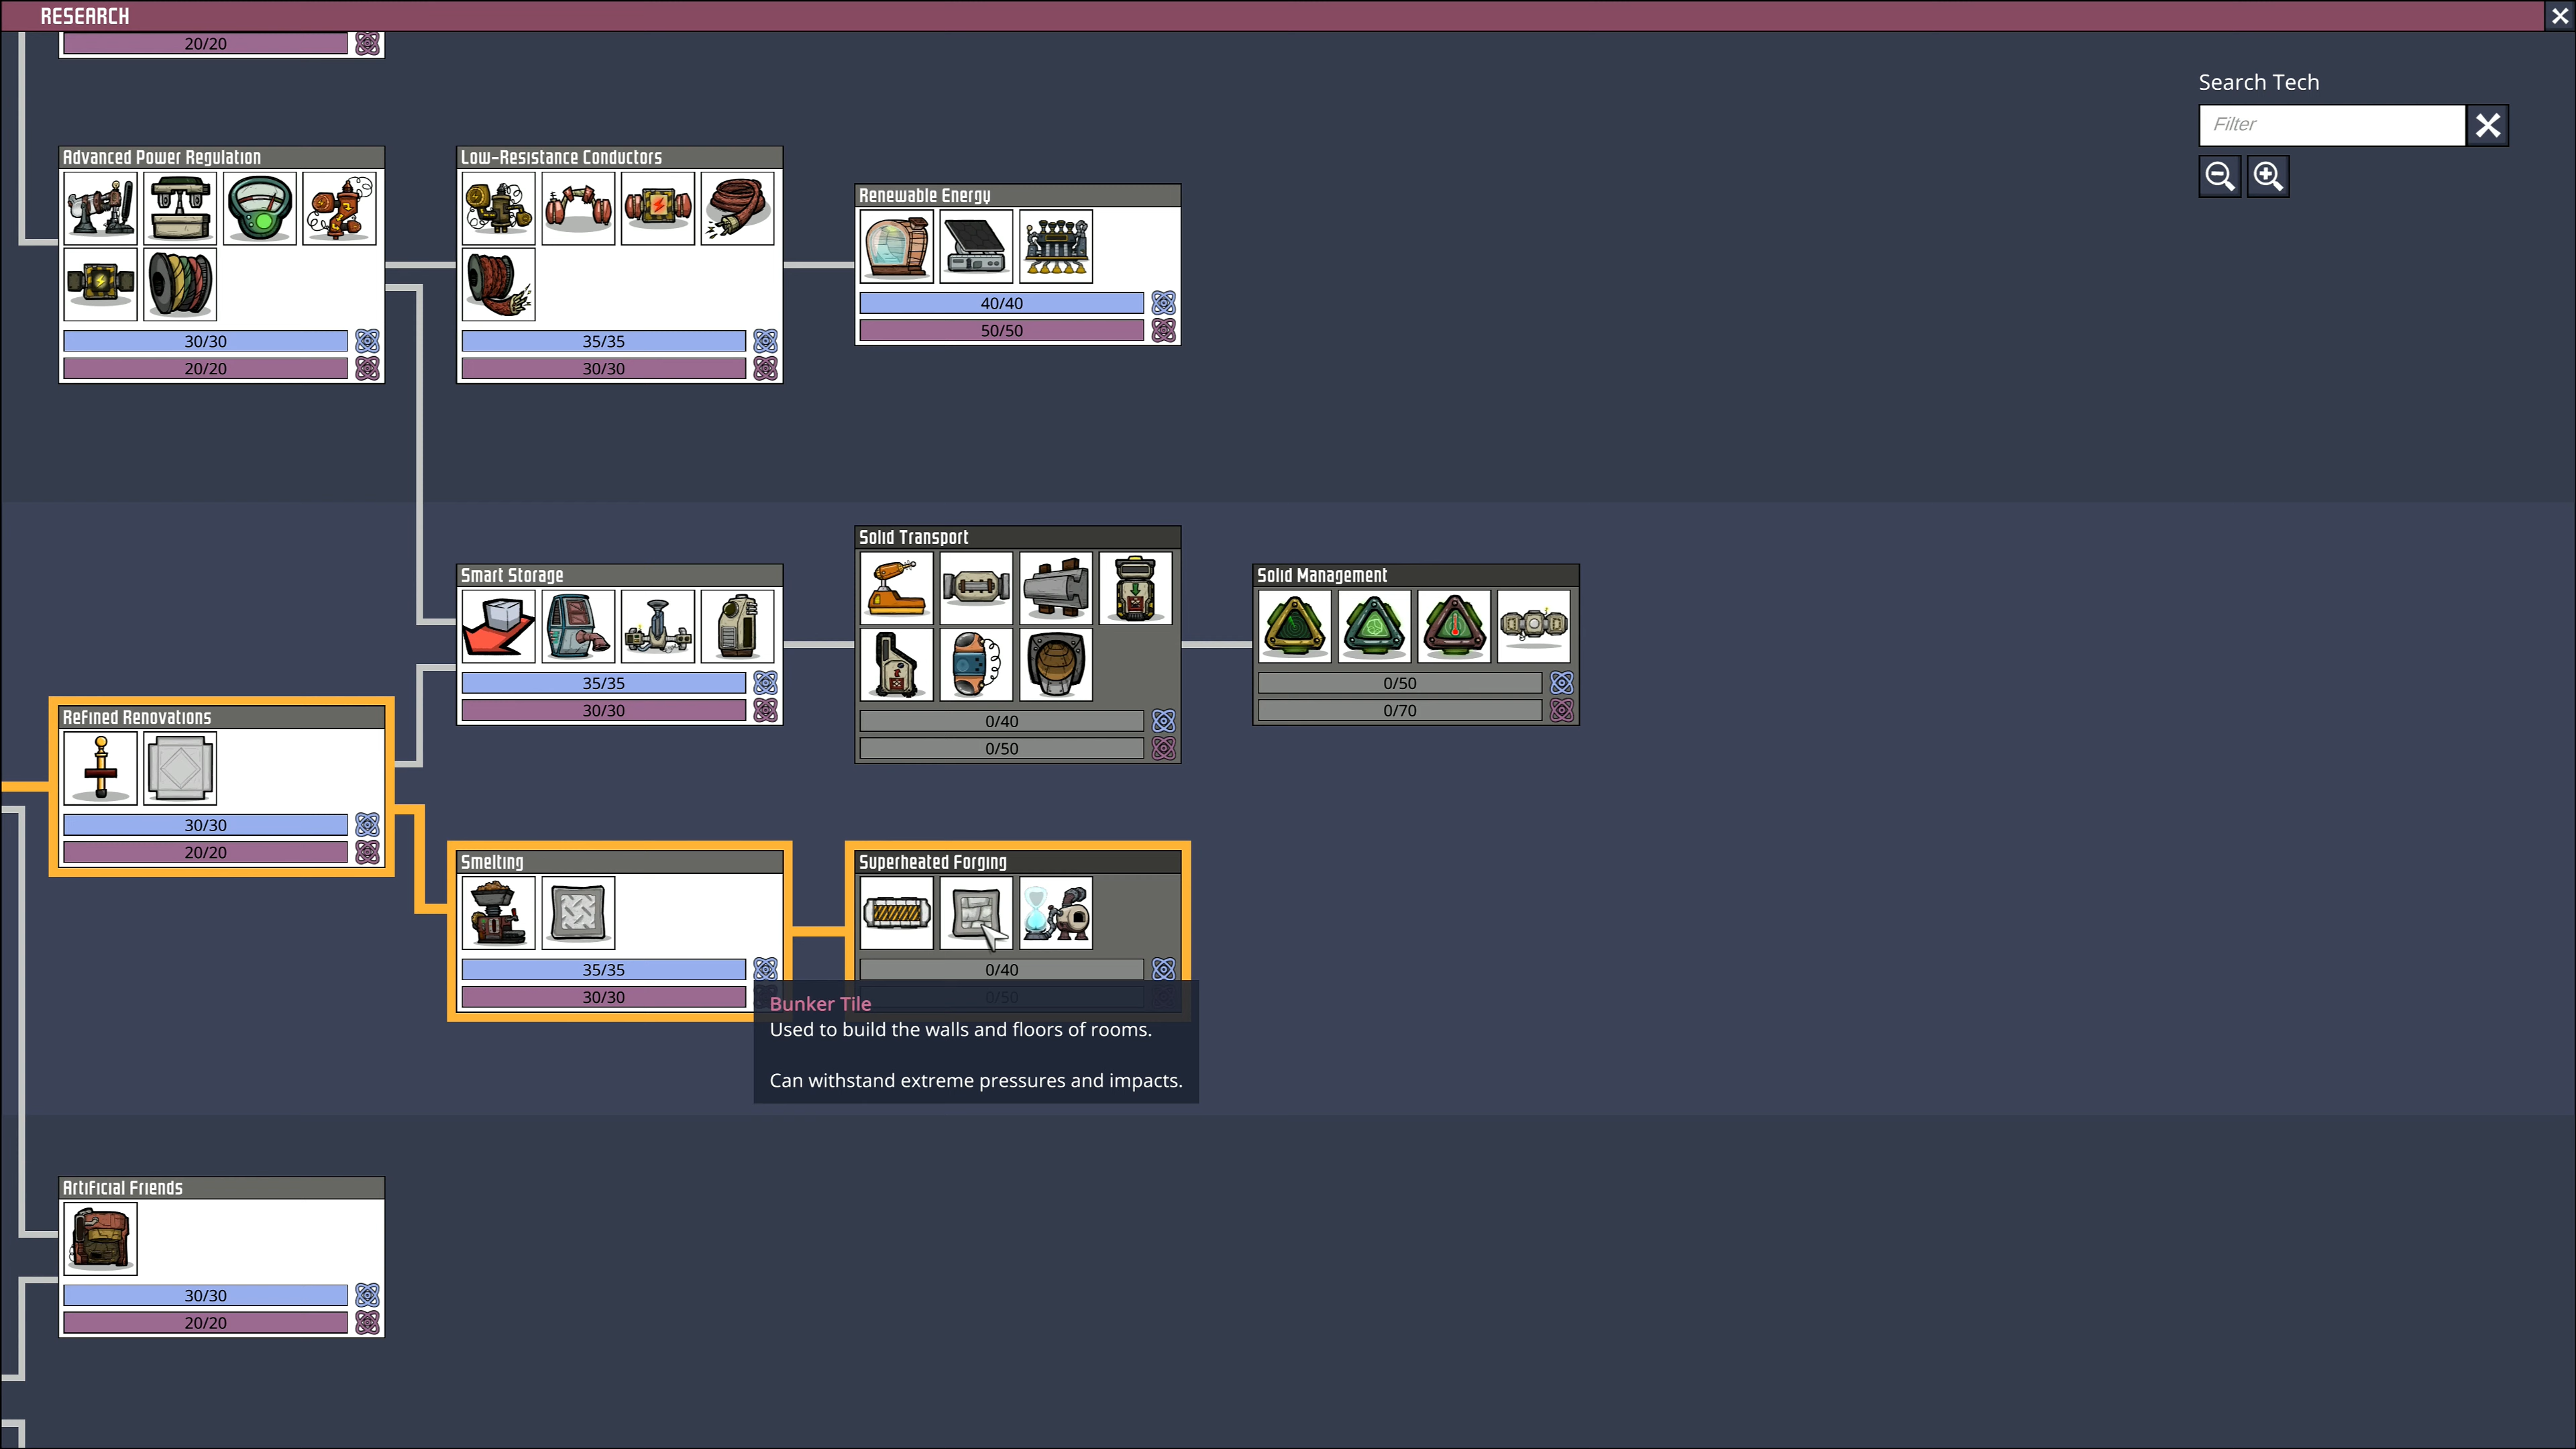 RESEARCH
20/20
Search Tech
Filter
Advanced Power Regulation
30/30
20/20
Low-Resistance Conductors
35/35
30/30
Renewable Energy
40/40
50/50
Smart Storage
35/35
30/30
Solid Transport
0/40
0/50
Solid Management
0/50
0/70
Refined Renovations
30/30
20/20
Smelting
35/35
30/30
Superheated Forging
0/40
0/50
Bunker Tile
Used to build the walls and floors of rooms.
Can withstand extreme pressures and impacts.
Artificial Friends
30/30
20/20